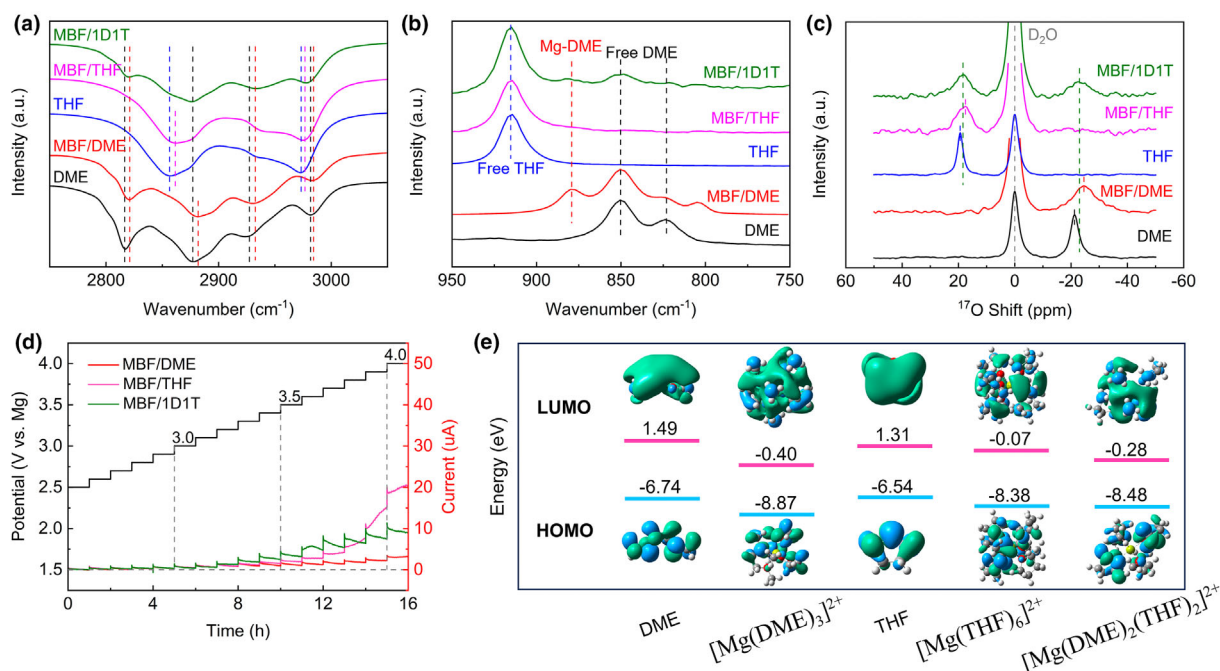 (a)
MBF/1D1T
MBF/THF
THF
MBF/DME
DME
Intensity (a.u.)
2800 2900 3000
Wavenumber (cm⁻¹)
(b)
Mg-DME
Free DME
MBF/1D1T
MBF/THF
THF
Free THF
MBF/DME
DME
Intensity (a.u.)
950 900 850 800 750
Wavenumber (cm⁻¹)
(c)
D₂O
MBF/1D1T
MBF/THF
THF
MBF/DME
DME
Intensity (a.u.)
60 40 20 0 -20 -40 -60
¹⁷O Shift (ppm)
(d)
MBF/DME
MBF/THF
MBF/1D1T
3.0
3.5
4.0
Potential (V vs. Mg)
4.0
3.5
3.0
2.5
2.0
1.5
Current (uA)
50
40
30
20
10
0
0 2 4 6 8 10 12 14 16
Time (h)
(e)
Energy (eV)
LUMO
1.49 -0.40 1.31 -0.07 -0.28
-6.74 -8.87 -6.54 -8.38 -8.48
HOMO
DME
[Mg(DME)₃]²⁺
THF
[Mg(THF)₆]²⁺
[Mg(DME)₂(THF)₂]²⁺